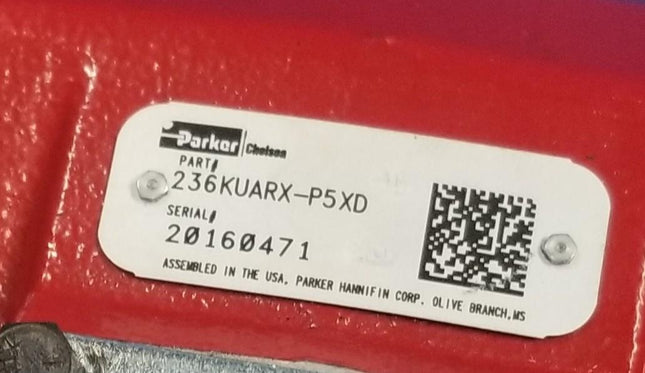 Parker Chelsea
PART#
236KUARX-P5XD
SERIAL#
20160471
ASSEMBLED IN THE USA, PARKER HANNIFIN CORP. OLIVE BRANCH,MS